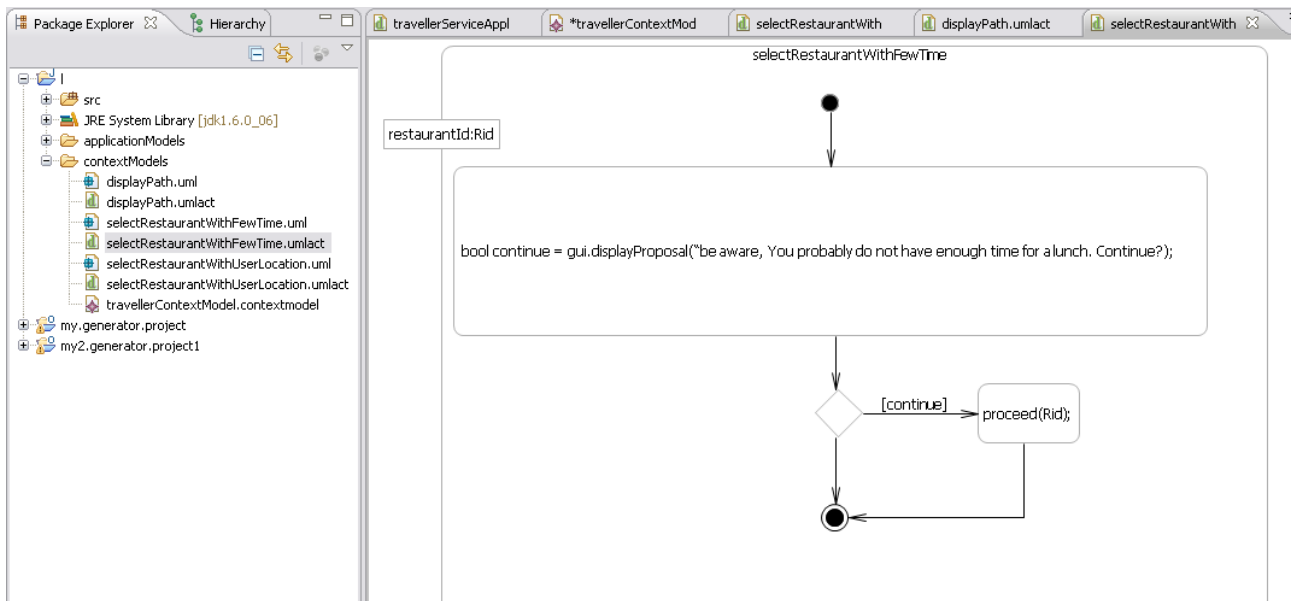 Package Explorer
Hierarchy
l
src
JRE System Library [jdk1.6.0_06]
applicationModels
contextModels
displayPath.uml
displayPath.umlact
selectRestaurantWithFewTime.uml
selectRestaurantWithFewTime.umlact
selectRestaurantWithUserLocation.uml
selectRestaurantWithUserLocation.umlact
travellerContextModel.contextmodel
my.generator.project
my2.generator.project1
travellerServiceAppl
*travellerContextMod
selectRestaurantWith
displayPath.umlact
selectRestaurantWith
selectRestaurantWithFewTime
restaurantId:Rid
bool continue = gui.displayProposal(“be aware, You probably do not have enough time for a lunch. Continue?);
[continue]
proceed(Rid);